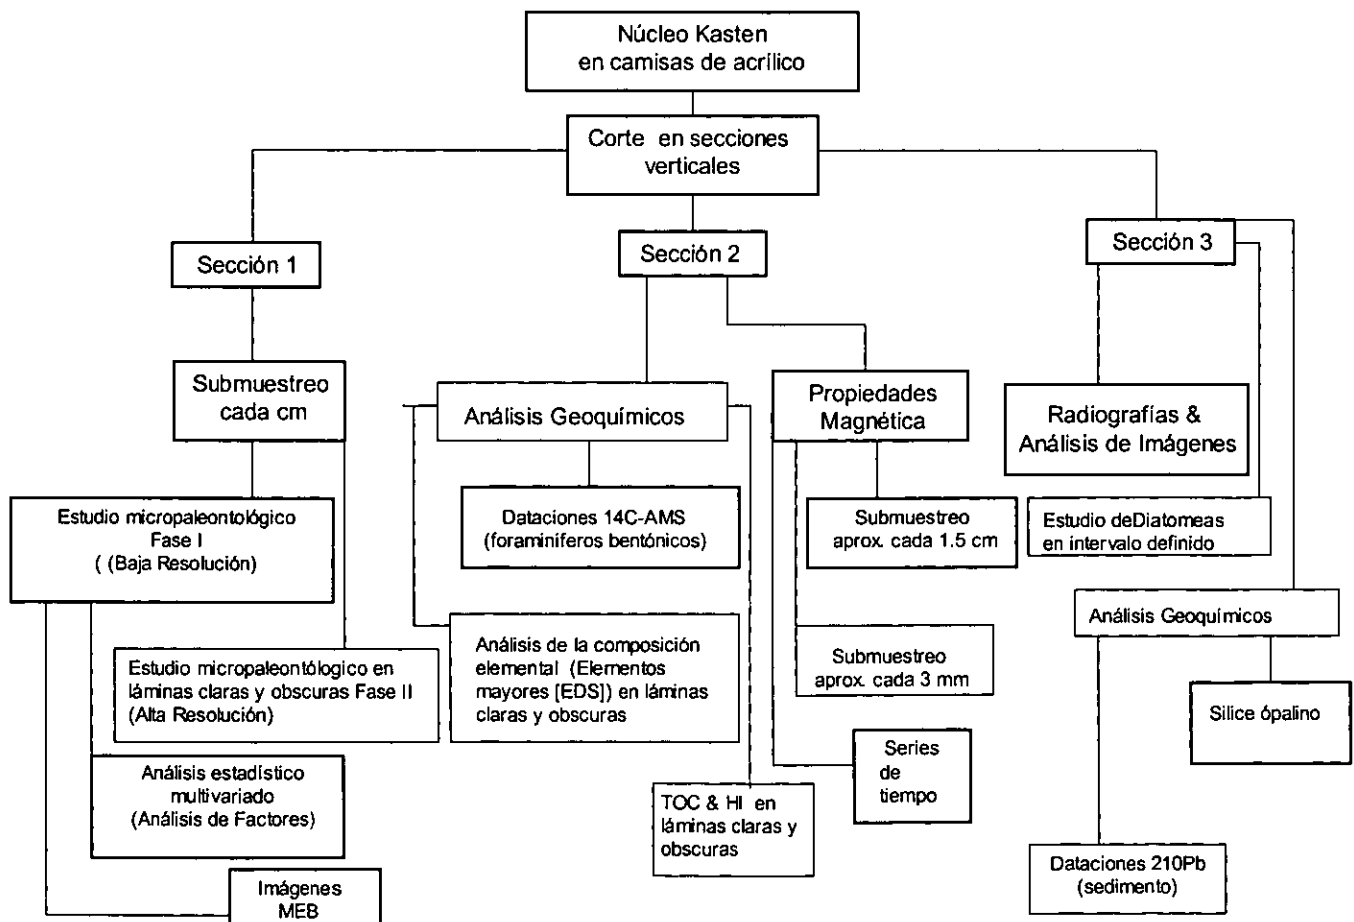 Núcleo Kasten
en camisas de acrílico
Corte en secciones
verticales
Sección 1
Sección 2
Sección 3
Submuestreo
cada cm
Análisis Geoquímicos
Propiedades
Magnética
Radiografías &
Análisis de Imágenes
Estudio micropaleontológico
Fase I
( (Baja Resolución)
Dataciones 14C-AMS
(foraminíferos bentónicos)
Submuestreo
aprox. cada 1.5 cm
Estudio deDiatomeas
en intervalo definido
Análisis Geoquímicos
Estudio micropaleontólogico en
láminas claras y obscuras Fase II
(Alta Resolución)
Análisis de la composición
elemental (Elementos
mayores [EDS]) en láminas
claras y obscuras
Submuestreo
aprox. cada 3 mm
Silice ópalino
Análisis estadístico
multivariado
(Análisis de Factores)
TOC & HI en
láminas claras y
obscuras
Series
de
tiempo
Dataciones 210Pb
(sedimento)
Imágenes
MEB